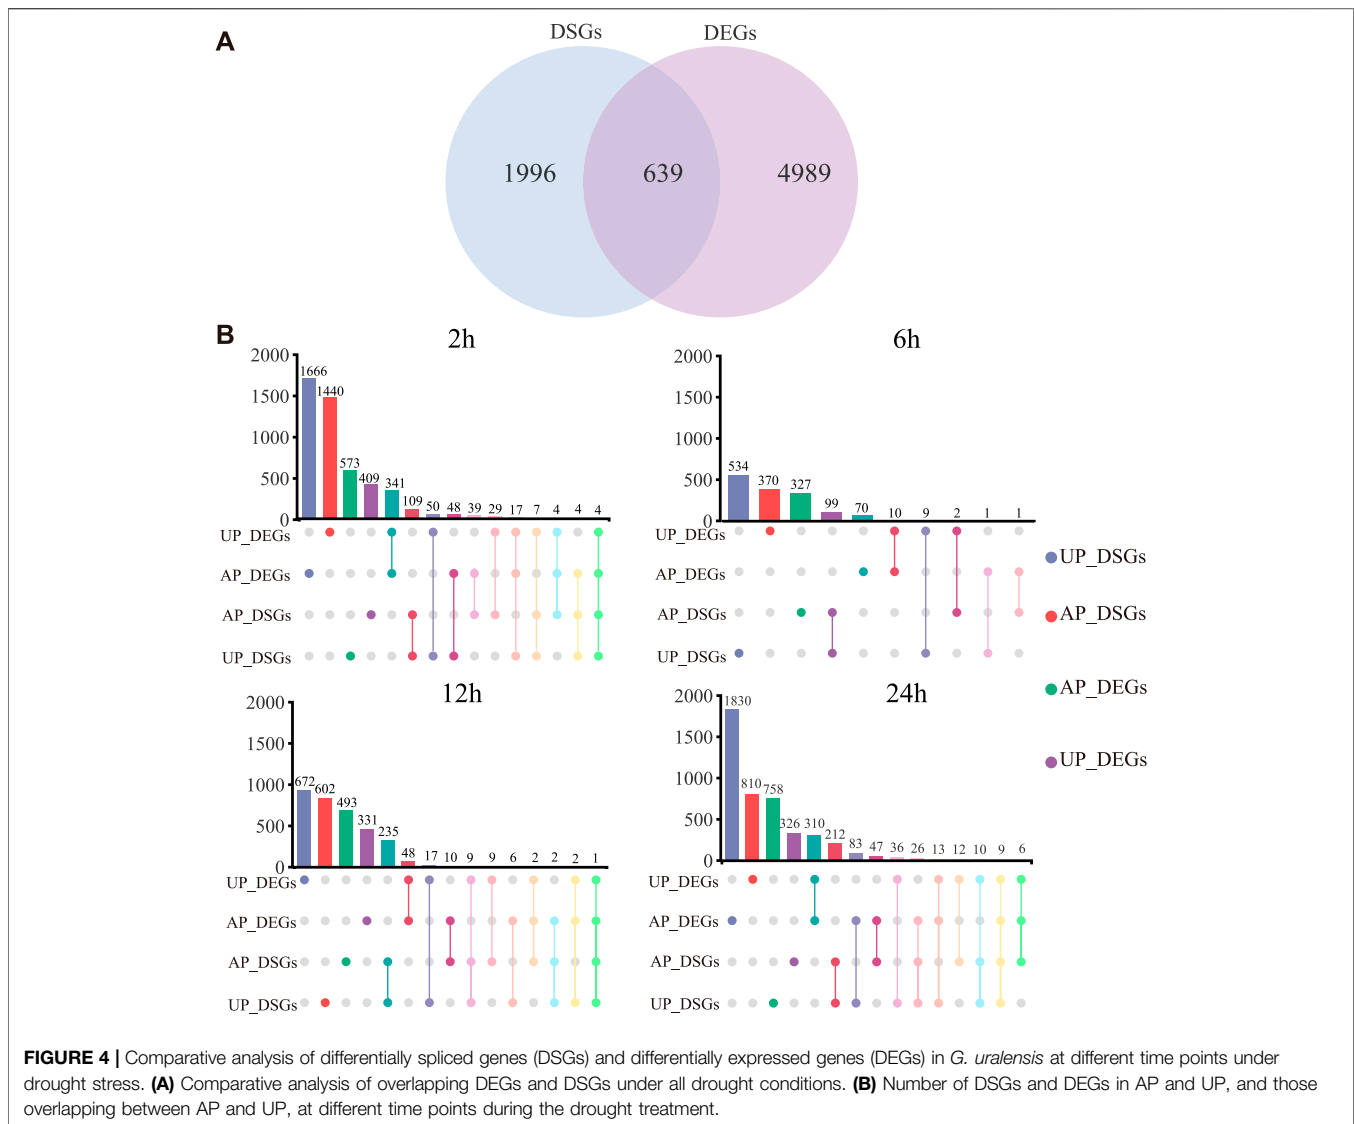 A
DSGs
DEGs
1996
639
4989
B
2h
2000
1500
1000
500
0
1666
1440
573
409
341
109
50
48
39
29
17
7
4
4
4
UP_DEGs
AP_DEGs
AP_DSGs
UP_DSGs
6h
2000
1500
1000
500
0
534
370
327
99
70
10
9
2
1
1
UP_DEGs
AP_DEGs
AP_DSGs
UP_DSGs
12h
2000
1500
1000
500
0
672
602
493
331
235
48
17
10
9
9
6
2
2
2
1
UP_DEGs
AP_DEGs
AP_DSGs
UP_DSGs
24h
2000
1500
1000
500
0
1830
810
758
326
310
212
83
47
36
26
13
12
10
9
6
UP_DEGs
AP_DEGs
AP_DSGs
UP_DSGs
UP_DSGs
AP_DSGs
AP_DEGs
UP_DEGs
FIGURE 4 | Comparative analysis of differentially spliced genes (DSGs) and differentially expressed genes (DEGs) in G. uralensis at different time points under
drought stress. (A) Comparative analysis of overlapping DEGs and DSGs under all drought conditions. (B) Number of DSGs and DEGs in AP and UP, and those
overlapping between AP and UP, at different time points during the drought treatment.